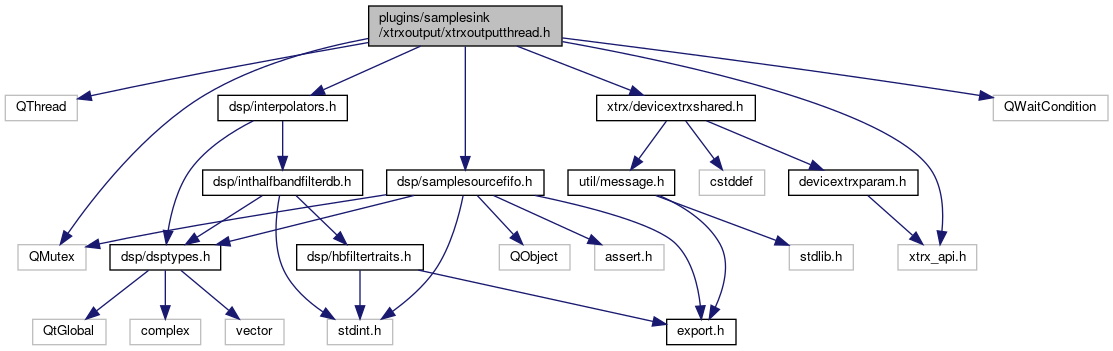 plugins/samplesink
/xtrxoutput/xtrxoutputthread.h
QThread
dsp/interpolators.h
xtrx/devicextrxshared.h
QWaitCondition
dsp/inthalfbandfilterdb.h
dsp/samplesourcefifo.h
util/message.h
cstddef
devicextrxparam.h
QMutex
dsp/dsptypes.h
dsp/hbfiltertraits.h
QObject
assert.h
stdlib.h
xtrx_api.h
QtGlobal
complex
vector
stdint.h
export.h